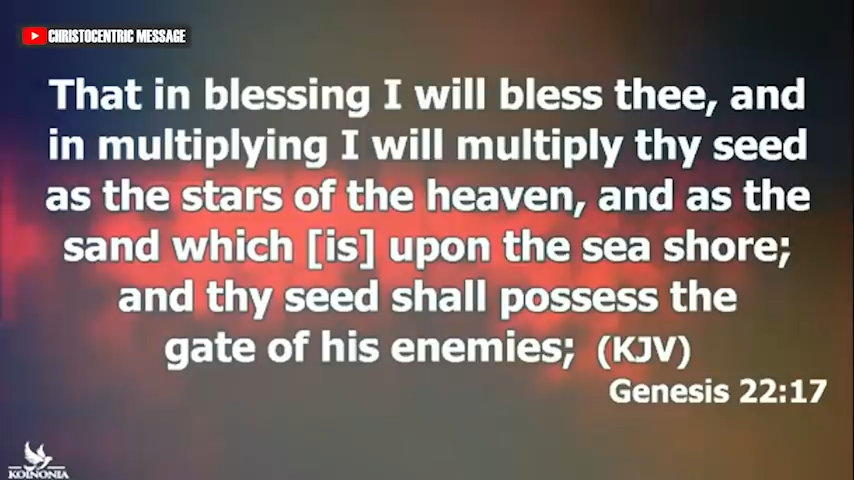 CHRISTOCENTRIC MESSAGE
That in blessing I will bless thee, and
in multiplying I will multiply thy seed
as the stars of the heaven, and as the
sand which [is] upon the sea shore;
and thy seed shall possess the
gate of his enemies; (KJV)
Genesis 22:17
KOINONIA